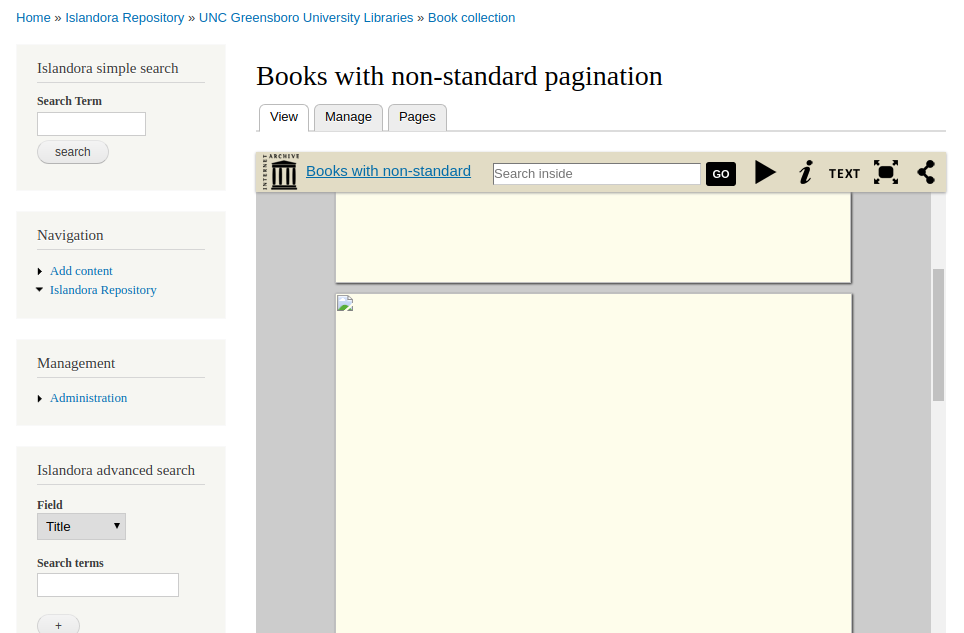 Home » Islandora Repository » UNC Greensboro University Libraries » Book collection
Islandora simple search
Search Term
search
Navigation
Add content
Islandora Repository
Management
Administration
Islandora advanced search
Field
Title
Search terms
+
Books with non-standard pagination
View Manage Pages
INTERNET ARCHIVE
Books with non-standard
Search inside
GO
i
TEXT